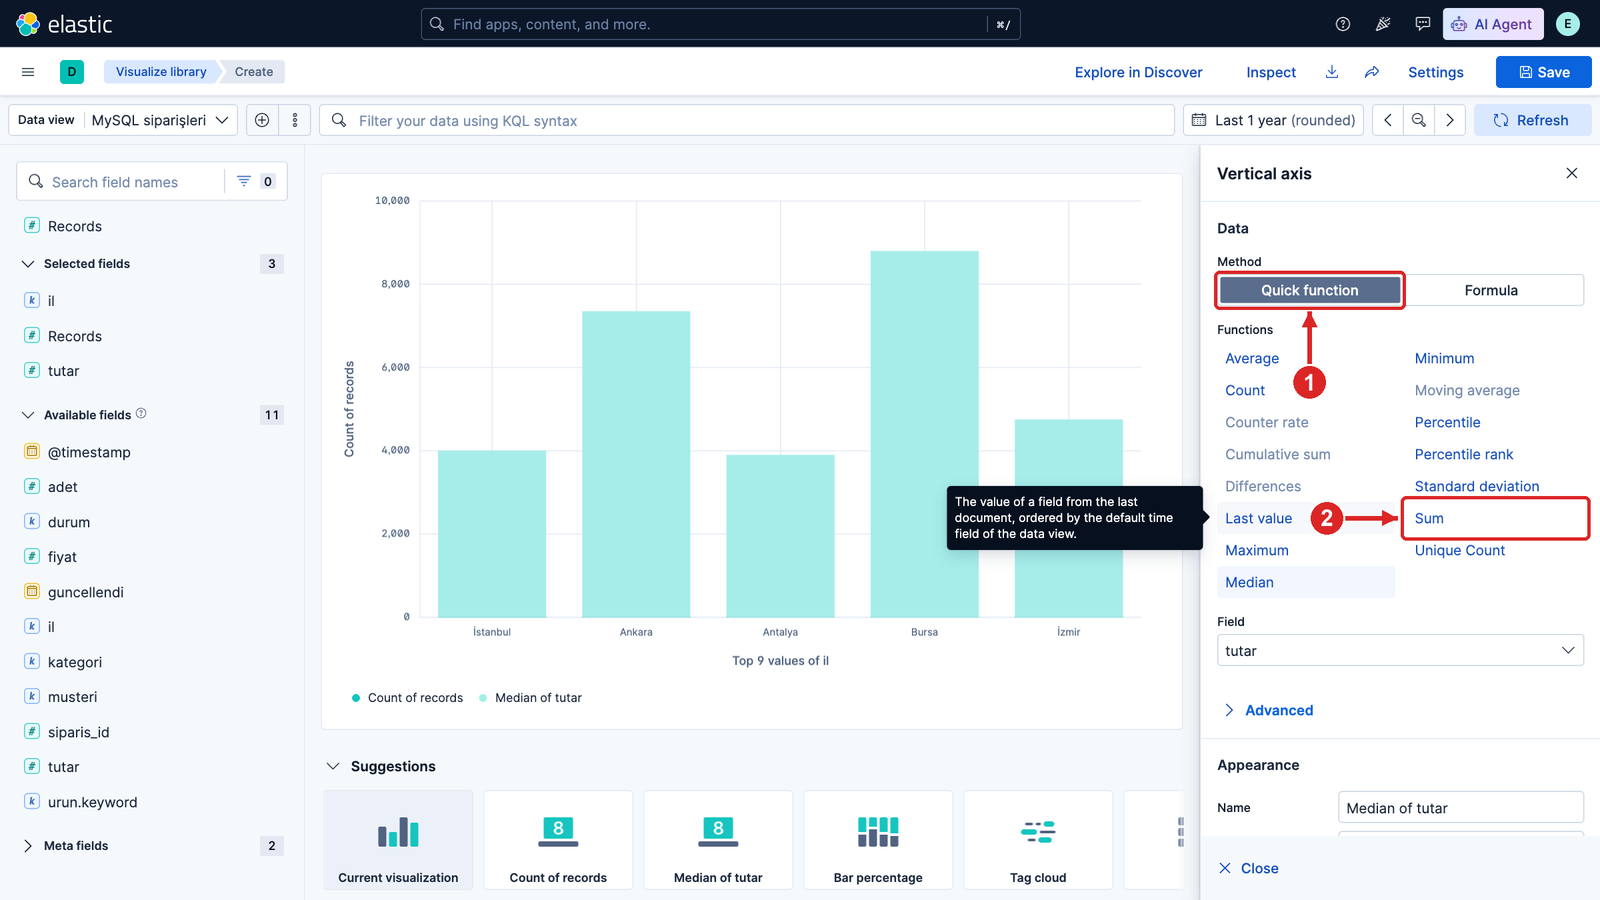 elastic
Find apps, content, and more.
⌘/
AI Agent
E
D
Visualize library
Create
Explore in Discover
Inspect
Settings
Save
Data view
MySQL siparişleri
Filter your data using KQL syntax
Last 1 year (rounded)
Refresh
Search field names
0
Records
Selected fields
3
il
Records
tutar
Available fields
11
@timestamp
adet
durum
fiyat
guncellendi
il
kategori
musteri
siparis_id
tutar
urun.keyword
Meta fields
2
10,000
8,000
6,000
4,000
2,000
0
Count of records
İstanbul
Ankara
Antalya
Bursa
İzmir
Top 9 values of il
Count of records
Median of tutar
Suggestions
Current visualization
8
Count of records
8
Median of tutar
Bar percentage
Tag cloud
The value of a field from the last
document, ordered by the default time
field of the data view.
Vertical axis
Data
Method
Quick function
Formula
Functions
1
Average
Minimum
Count
Moving average
Counter rate
Percentile
Cumulative sum
Percentile rank
Differences
Standard deviation
Last value
2
Sum
Maximum
Unique Count
Median
Field
tutar
Advanced
Appearance
Name
Median of tutar
Close